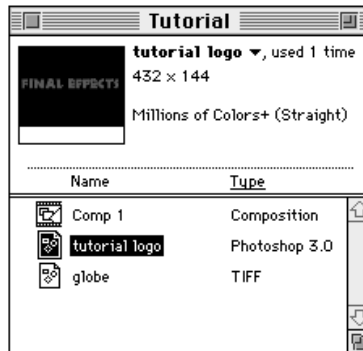 Tutorial
tutorial logo ▼, used 1 time
FINAL EFFECTS
432 × 144
Millions of Colors+ (Straight)
Name Type
Comp 1 Composition
tutorial logo Photoshop 3.0
globe TIFF